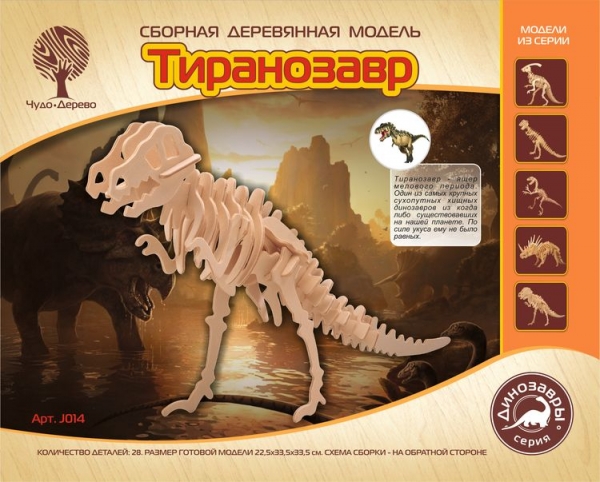 СБОРНАЯ ДЕРЕВЯННАЯ МОДЕЛЬ
Тиранозавр
Чудо•Дерево
МОДЕЛИ
ИЗ СЕРИИ
Тиранозавр - ящер
мелового периода.
Один из самых крупных
сухопутных хищных
динозавров из когда
либо существовавших
на нашей планете. По
силе укуса ему не было
равных.
Арт. J014
Динозавры
серия
КОЛИЧЕСТВО ДЕТАЛЕЙ: 28. РАЗМЕР ГОТОВОЙ МОДЕЛИ 22,5х33,5х33,5 см. СХЕМА СБОРКИ - НА ОБРАТНОЙ СТОРОНЕ